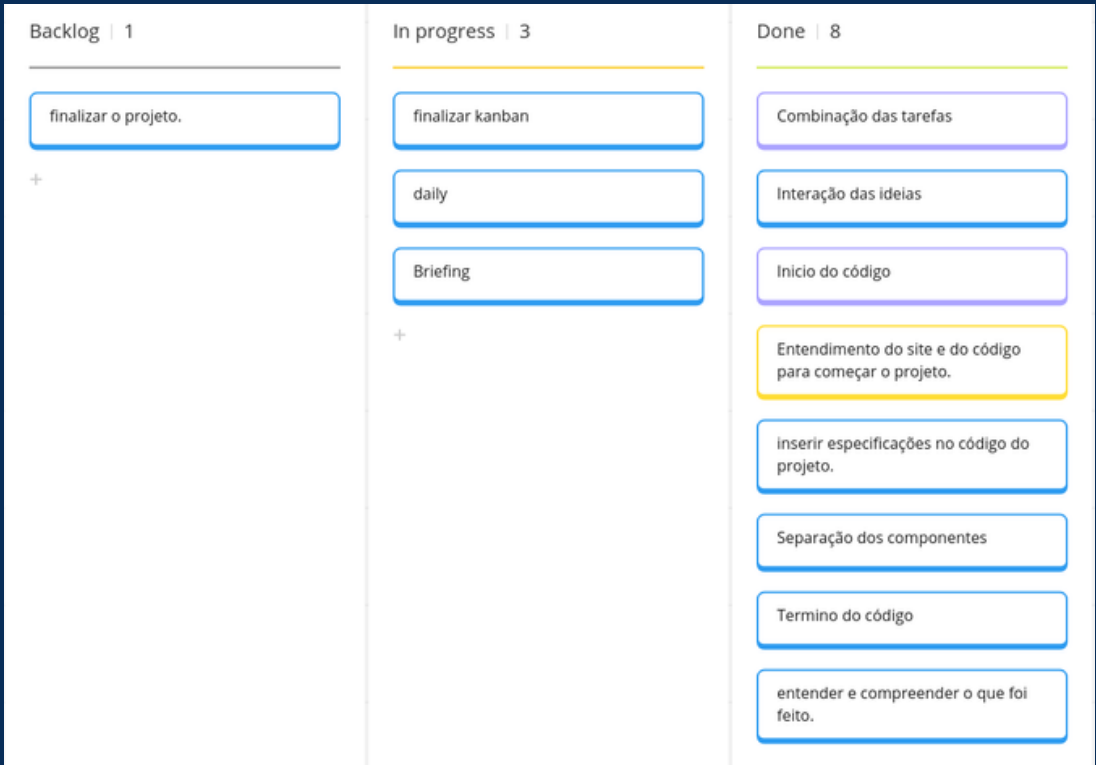 Backlog | 1
finalizar o projeto.
+
In progress | 3
finalizar kanban
daily
Briefing
+
Done | 8
Combinação das tarefas
Interação das ideias
Inicio do código
Entendimento do site e do código
para começar o projeto.
inserir especificações no código do
projeto.
Separação dos componentes
Termino do código
entender e compreender o que foi
feito.